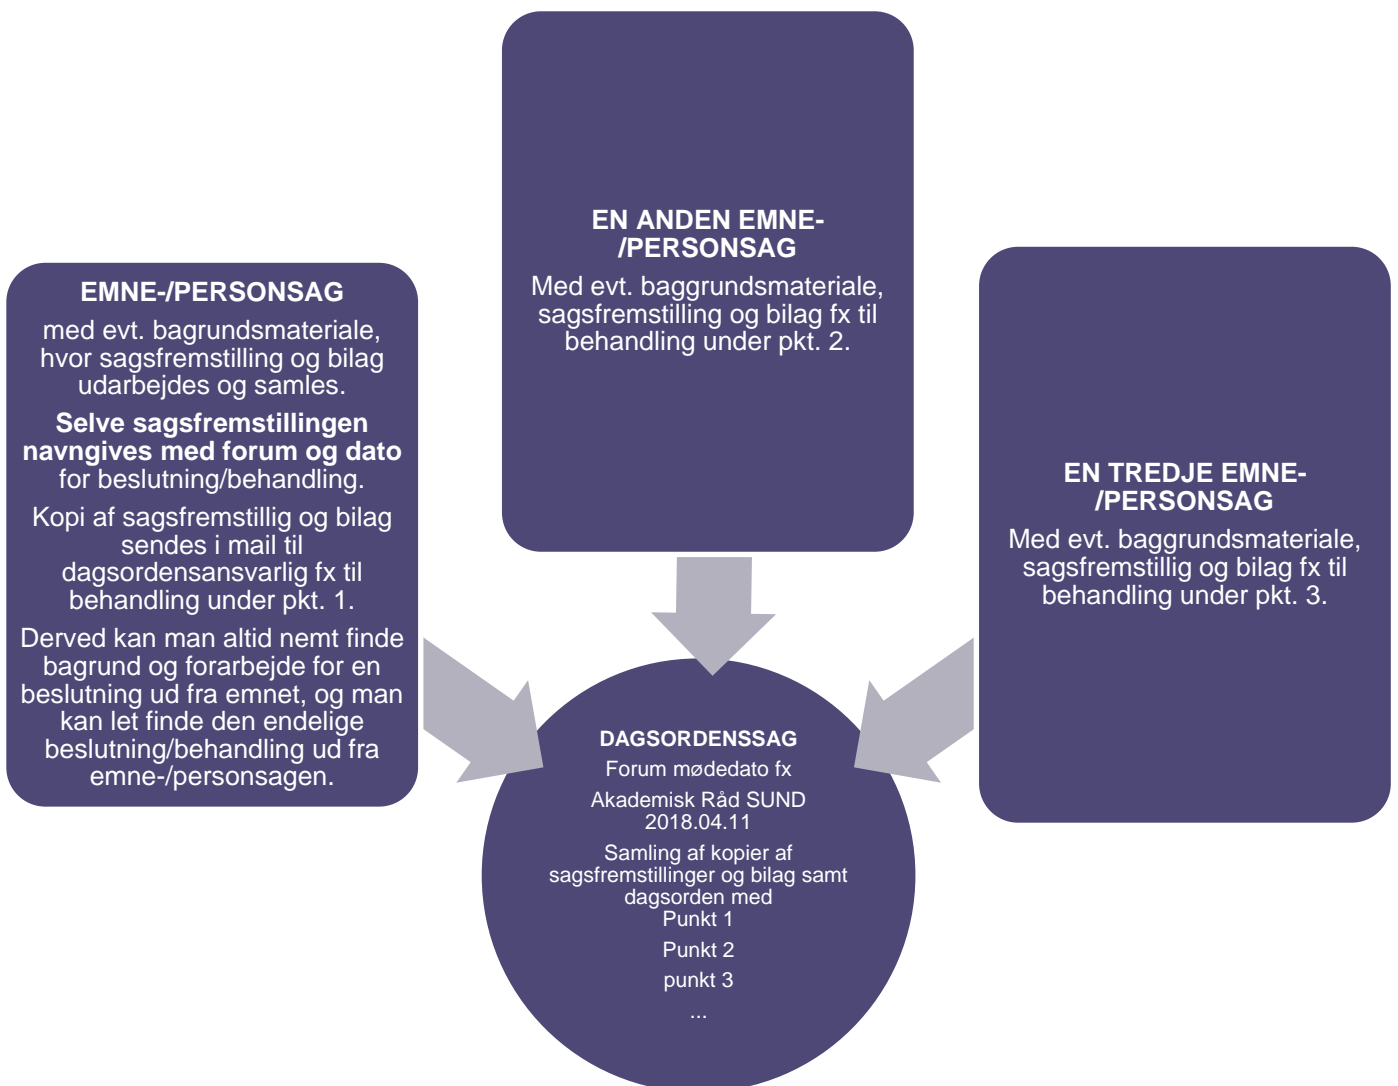 EMNE-/PERSONSAG
med evt. bagrundsmateriale,
hvor sagsfremstilling og bilag
udarbejdes og samles.
Selve sagsfremstillingen
navngives med forum og dato
for beslutning/behandling.
Kopi af sagsfremstillig og bilag
sendes i mail til
dagsordensansvarlig fx til
behandling under pkt. 1.
Derved kan man altid nemt finde
bagrund og forarbejde for en
beslutning ud fra emnet, og man
kan let finde den endelige
beslutning/behandling ud fra
emne-/personsagen.
EN ANDEN EMNE-
/PERSONSAG
Med evt. baggrundsmateriale,
sagsfremstilling og bilag fx til
behandling under pkt. 2.
EN TREDJE EMNE-
/PERSONSAG
Med evt. baggrundsmateriale,
sagsfremstillig og bilag fx til
behandling under pkt. 3.
DAGSORDENSSAG
Forum mødedato fx
Akademisk Råd SUND
2018.04.11
Samling af kopier af
sagsfremstillinger og bilag samt
dagsorden med
Punkt 1
Punkt 2
punkt 3
...